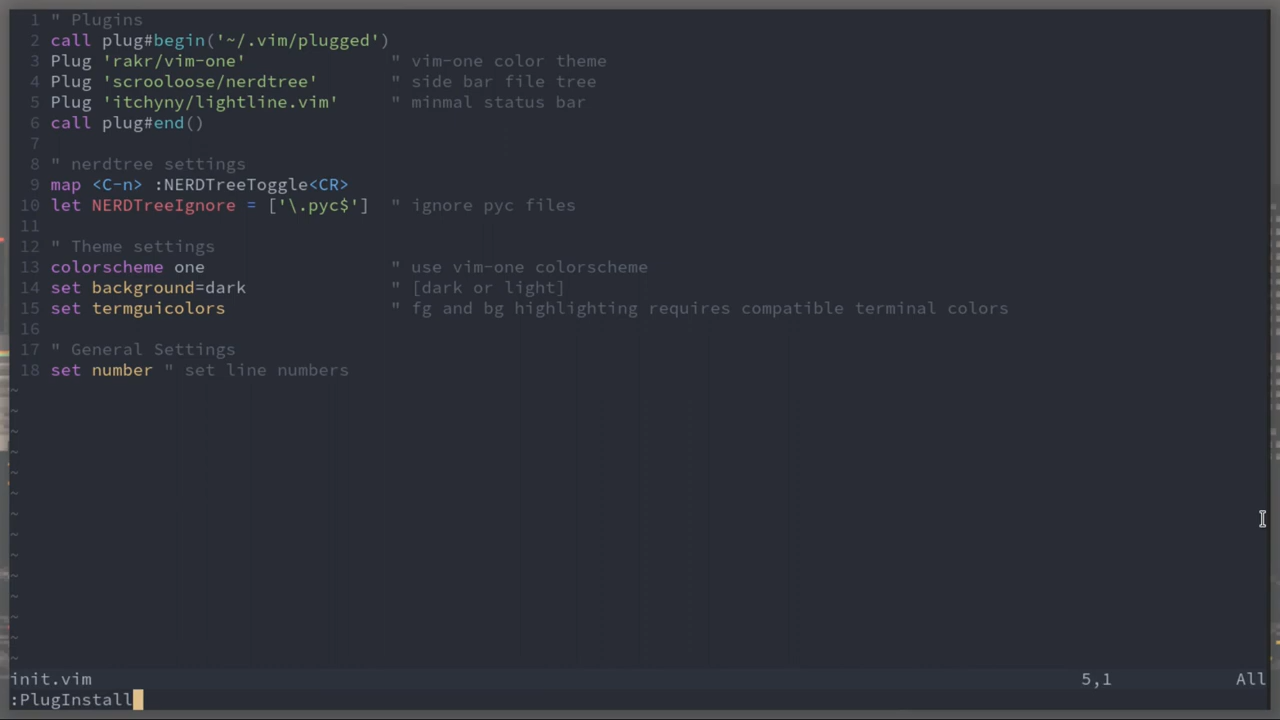 1 " Plugins
2 call plug#begin('~/.vim/plugged')
3 Plug 'rakr/vim-one' " vim-one color theme
4 Plug 'scrooloose/nerdtree' " side bar file tree
5 Plug 'itchyny/lightline.vim' " minmal status bar
6 call plug#end()
7
8 " nerdtree settings
9 map <C-n> :NERDTreeToggle<CR>
10 let NERDTreeIgnore = ['\.pyc$'] " ignore pyc files
11
12 " Theme settings
13 colorscheme one " use vim-one colorscheme
14 set background=dark " [dark or light]
15 set termguicolors " fg and bg highlighting requires compatible terminal colors
16
17 " General Settings
18 set number " set line numbers
~
~
~
~
~
~
~
~
~
~
~
~
~
~
init.vim 5,1 All
:PlugInstall